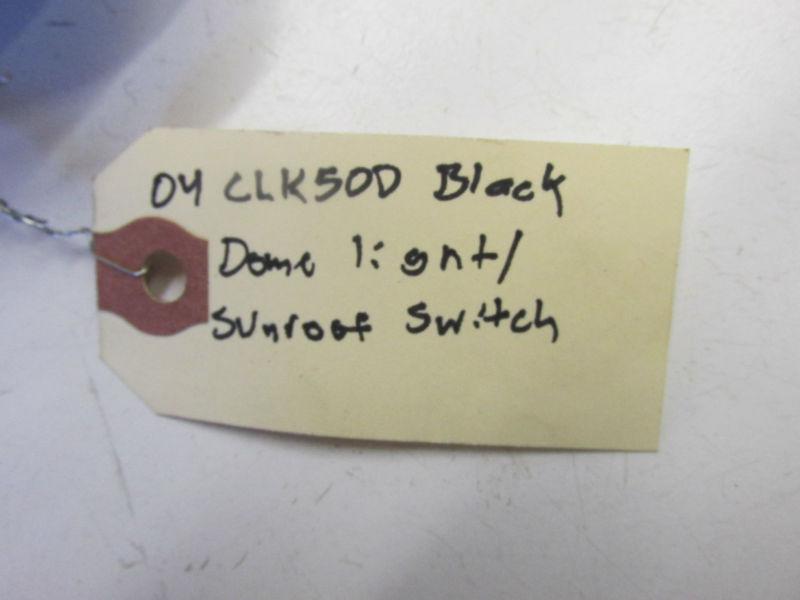 04 CLK500 Black
Dome light/
Sunroof Switch